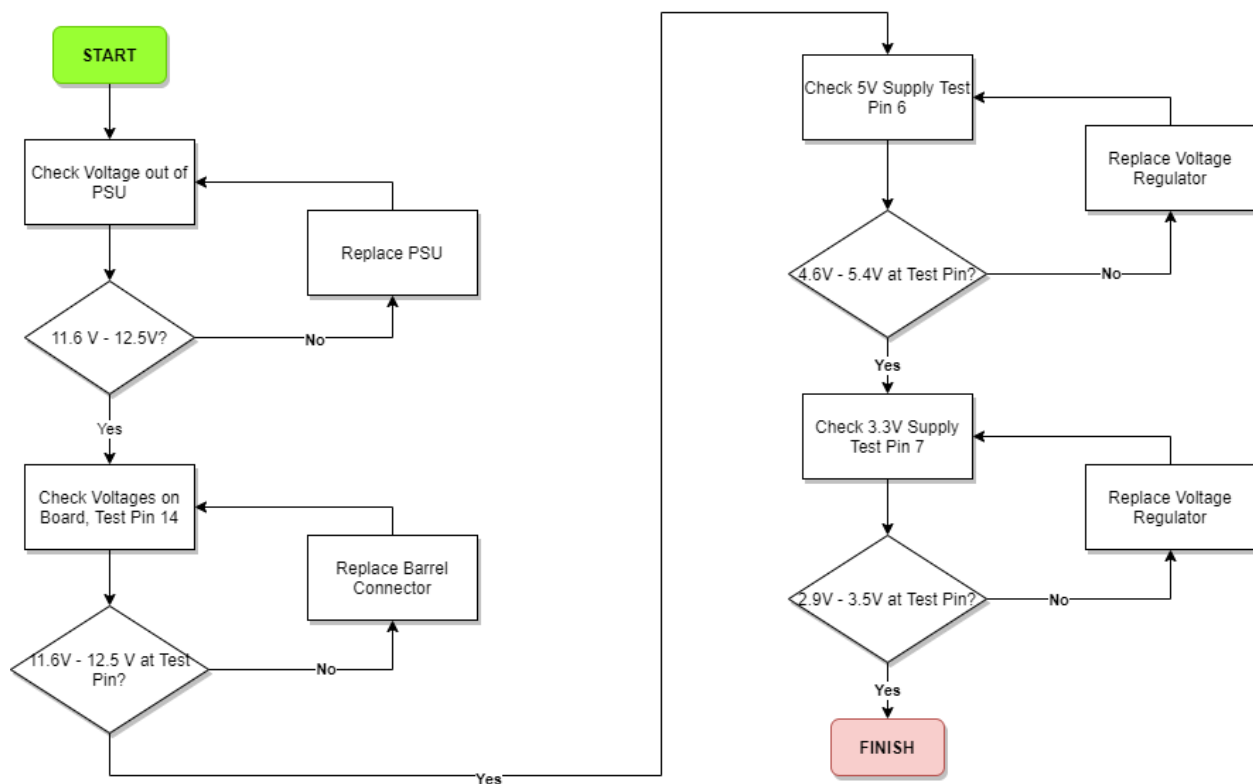 START
Check Voltage out of
PSU
Replace PSU
11.6 V - 12.5V?
No
Yes
Check Voltages on
Board, Test Pin 14
Replace Barrel
Connector
11.6V - 12.5 V at Test
Pin?
No
Yes
Check 5V Supply Test
Pin 6
Replace Voltage
Regulator
4.6V - 5.4V at Test Pin?
No
Yes
Check 3.3V Supply
Test Pin 7
Replace Voltage
Regulator
2.9V - 3.5V at Test Pin?
No
Yes
FINISH